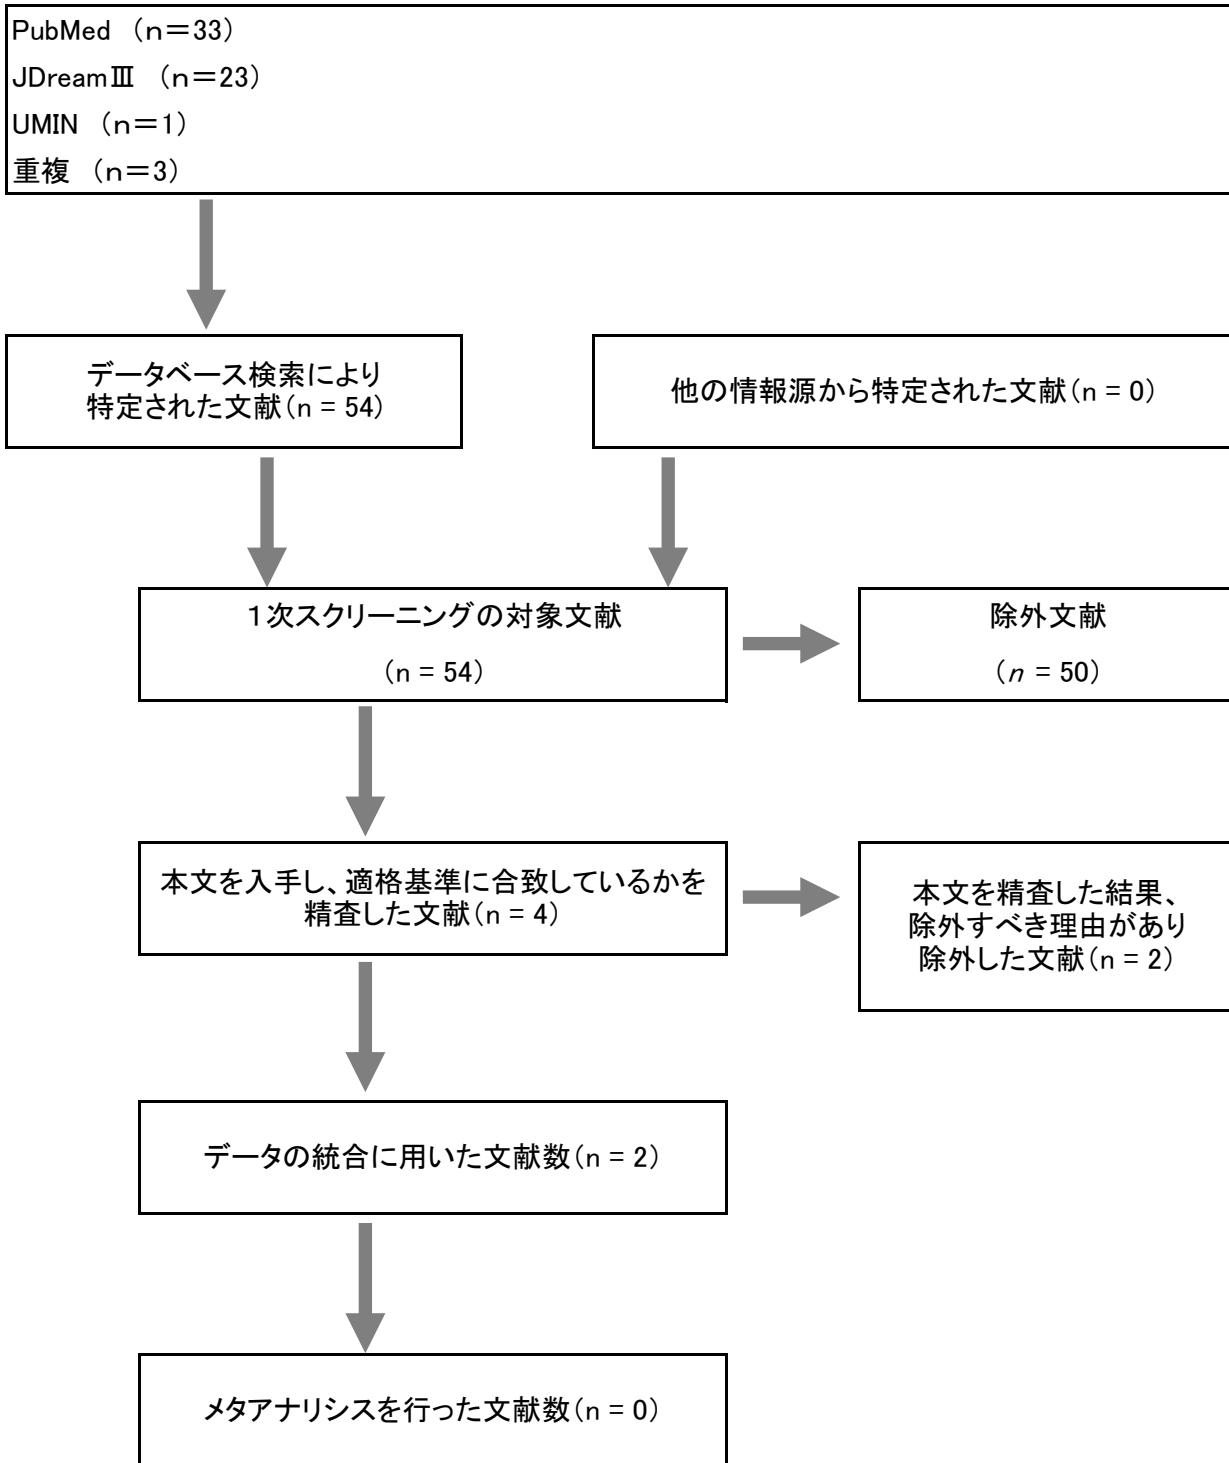 PubMed （ｎ＝33）
JDreamⅢ （ｎ＝23）
UMIN （ｎ＝1）
重複 （ｎ＝3）
データベース検索により
特定された文献（n = 54）
他の情報源から特定された文献（n = 0）
１次スクリーニングの対象文献
（n = 54）
除外文献
（n = 50）
本文を入手し、適格基準に合致しているかを
精査した文献（n = 4）
本文を精査した結果、
除外すべき理由があり
除外した文献（n = 2）
データの統合に用いた文献数（n = 2）
メタアナリシスを行った文献数（n = 0）